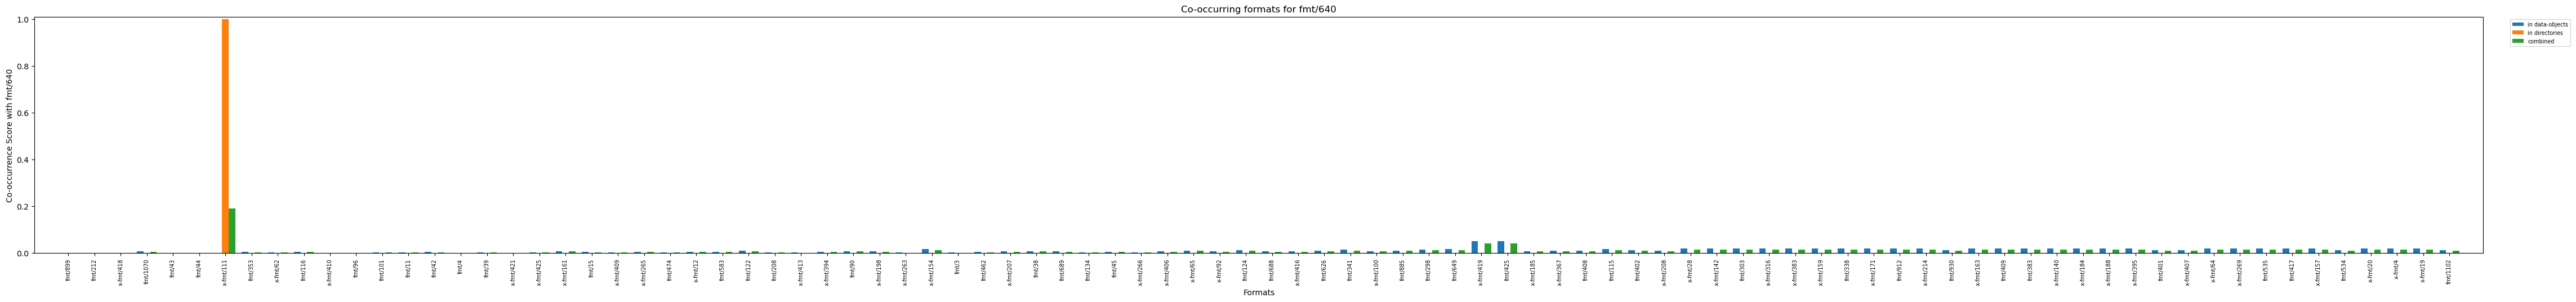 Co-occurring formats for fmt/640
in data-objects
in directories
combined
Co-occurrence Score with fmt/640
1.0
0.8
0.6
0.4
0.2
0.0
fmt/899
fmt/212
x-fmt/418
fmt/1070
fmt/43
fmt/44
x-fmt/111
fmt/353
x-fmt/62
fmt/116
x-fmt/410
fmt/96
fmt/101
fmt/11
fmt/42
fmt/4
fmt/39
x-fmt/421
x-fmt/425
x-fmt/161
fmt/15
x-fmt/409
x-fmt/265
fmt/474
x-fmt/12
fmt/583
fmt/122
fmt/208
x-fmt/413
x-fmt/394
fmt/90
x-fmt/198
x-fmt/263
x-fmt/154
fmt/3
fmt/462
x-fmt/207
fmt/38
fmt/689
fmt/134
fmt/45
x-fmt/266
x-fmt/406
x-fmt/65
x-fmt/92
fmt/124
fmt/688
x-fmt/416
fmt/626
fmt/341
x-fmt/100
fmt/885
fmt/298
fmt/649
x-fmt/419
fmt/425
x-fmt/185
x-fmt/367
fmt/408
fmt/115
fmt/402
x-fmt/208
x-fmt/28
x-fmt/142
fmt/303
x-fmt/316
x-fmt/383
x-fmt/159
fmt/338
x-fmt/171
fmt/912
x-fmt/214
fmt/930
x-fmt/163
fmt/409
fmt/383
x-fmt/140
x-fmt/184
x-fmt/188
x-fmt/395
fmt/401
x-fmt/407
x-fmt/64
x-fmt/269
fmt/535
fmt/417
x-fmt/157
fmt/534
x-fmt/20
x-fmt/4
x-fmt/19
fmt/1102
Formats